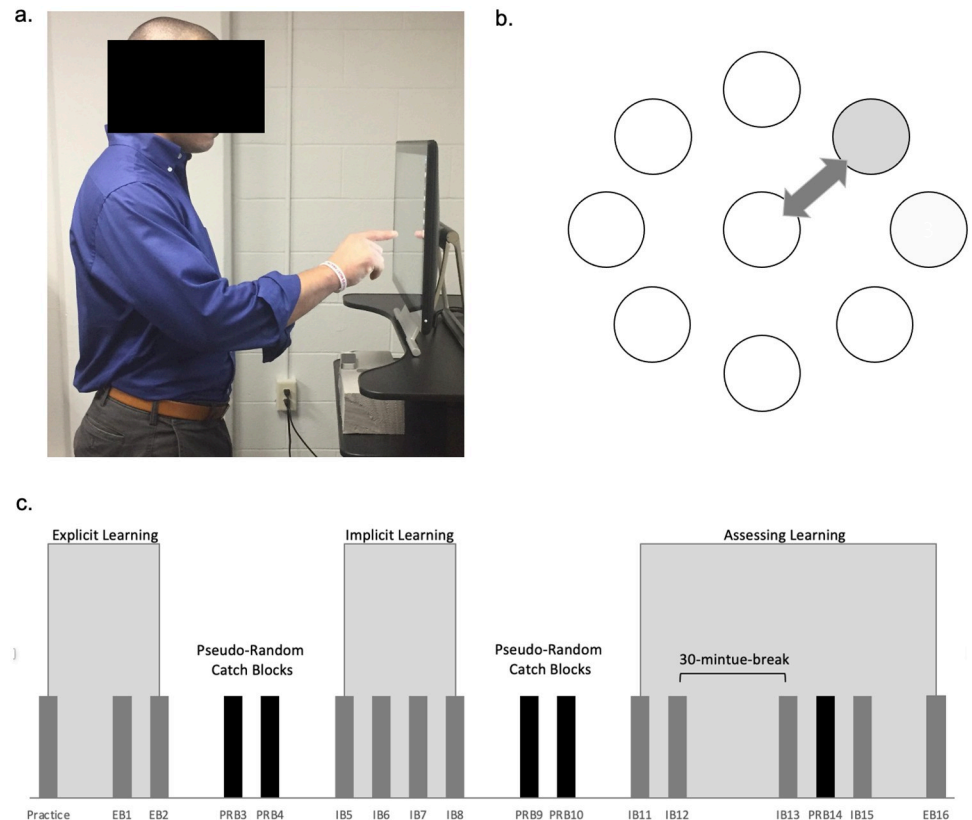 a.
b.
c.
Explicit Learning
Implicit Learning
Assessing Learning
Pseudo-Random
Catch Blocks
Pseudo-Random
Catch Blocks
30-mintue-break
)
Practice EB1 EB2 PRB3 PRB4 IB5 IB6 IB7 IB8 PRB9 PRB10 IB11 IB12 IB13 PRB14 IB15 EB16